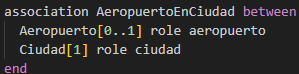 association AeropuertoEnCiudad between
  Aeropuerto[0..1] role aeropuerto
  Ciudad[1] role ciudad
end